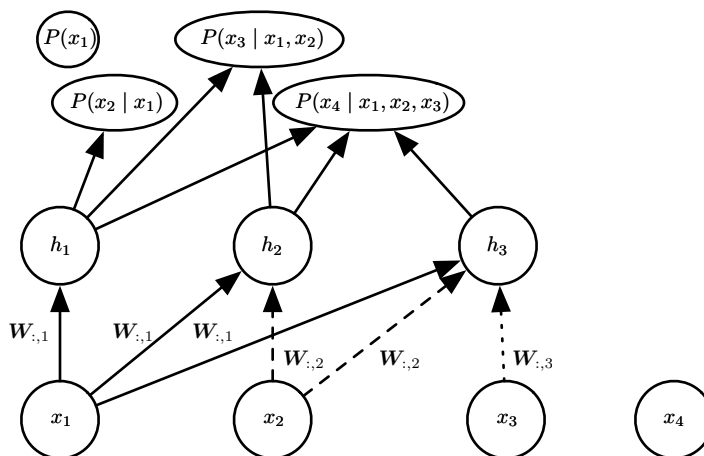 P(x₁)
P(x₃ | x₁, x₂)
P(x₂ | x₁)
P(x₄ | x₁, x₂, x₃)
h₁
h₂
h₃
W:,₁
W:,₁
W:,₁
W:,₂
W:,₂
W:,₃
x₁
x₂
x₃
x₄